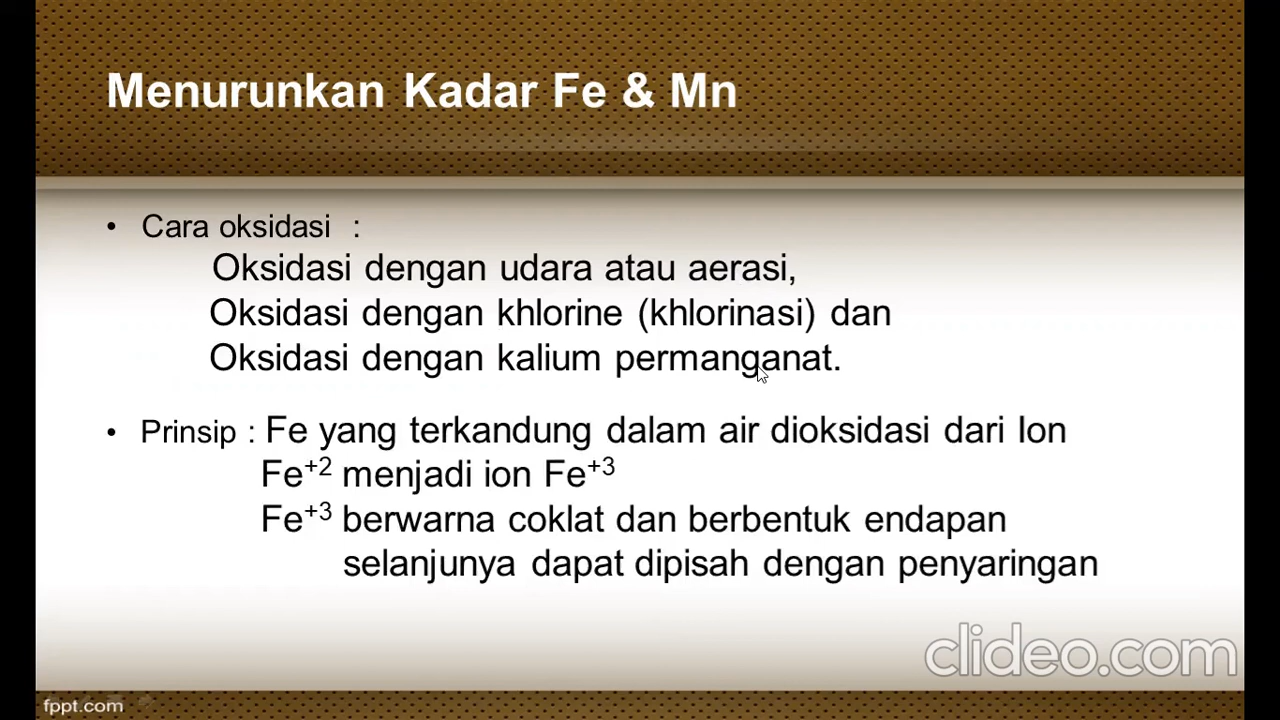 Menurunkan Kadar Fe & Mn
• Cara oksidasi :
Oksidasi dengan udara atau aerasi,
Oksidasi dengan khlorine (khlorinasi) dan
Oksidasi dengan kalium permanganat.
• Prinsip : Fe yang terkandung dalam air dioksidasi dari Ion
Fe⁺² menjadi ion Fe⁺³
Fe⁺³ berwarna coklat dan berbentuk endapan
selanjunya dapat dipisah dengan penyaringan
clideo.com
fppt.com